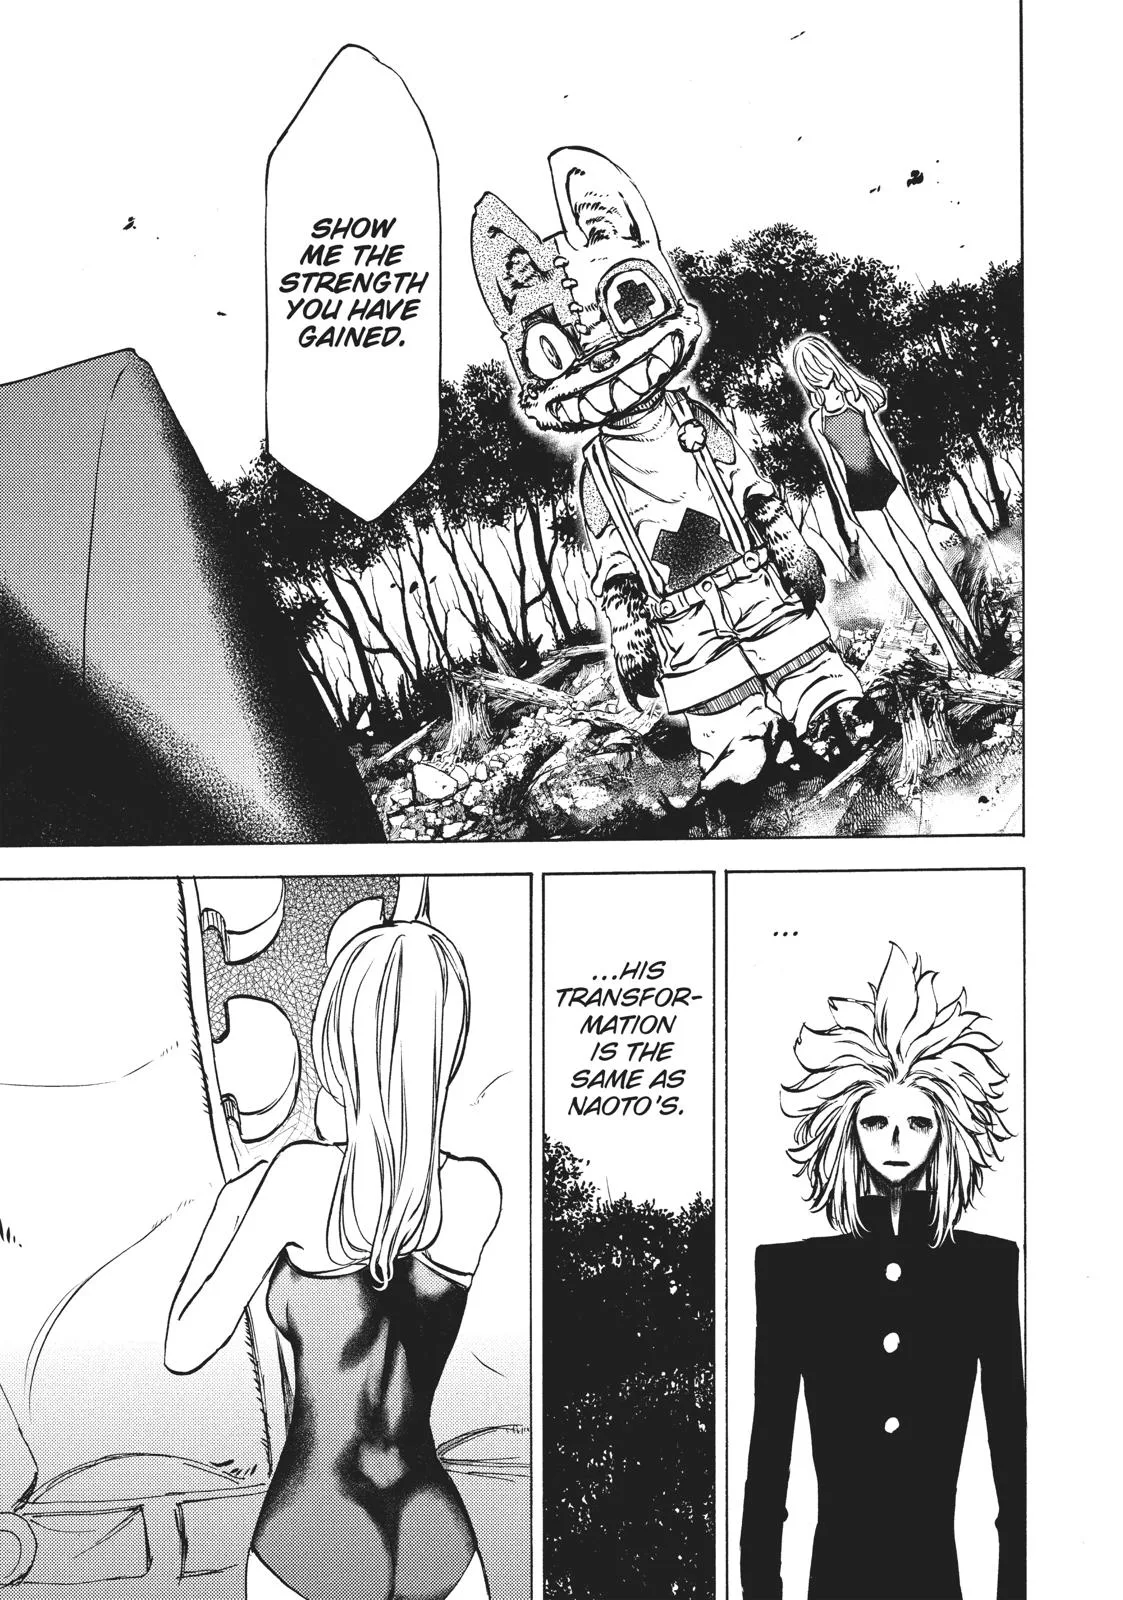 SHOW
ME THE
STRENGTH
YOU HAVE
GAINED.
...
...HIS
TRANSFOR-
MATION
IS THE
SAME AS
NAOTO'S.